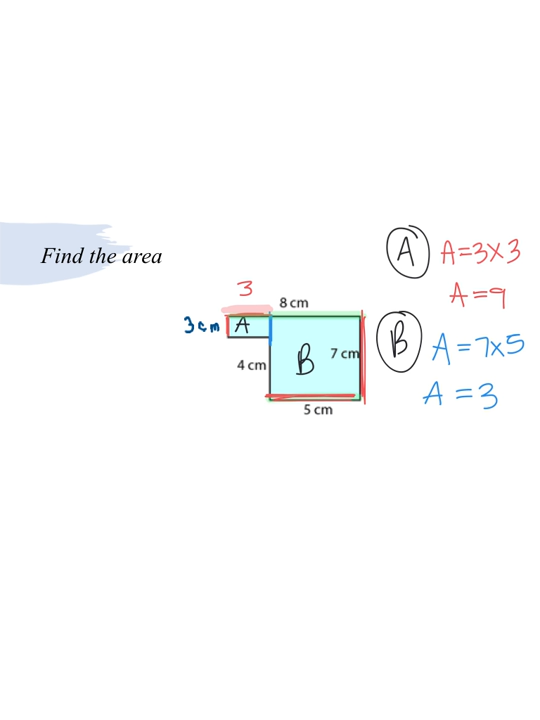 Find the area
A A=3x3
A=9
3
8 cm
3cm A
B A=7x5
7 cm
4 cm B
A=3
5 cm